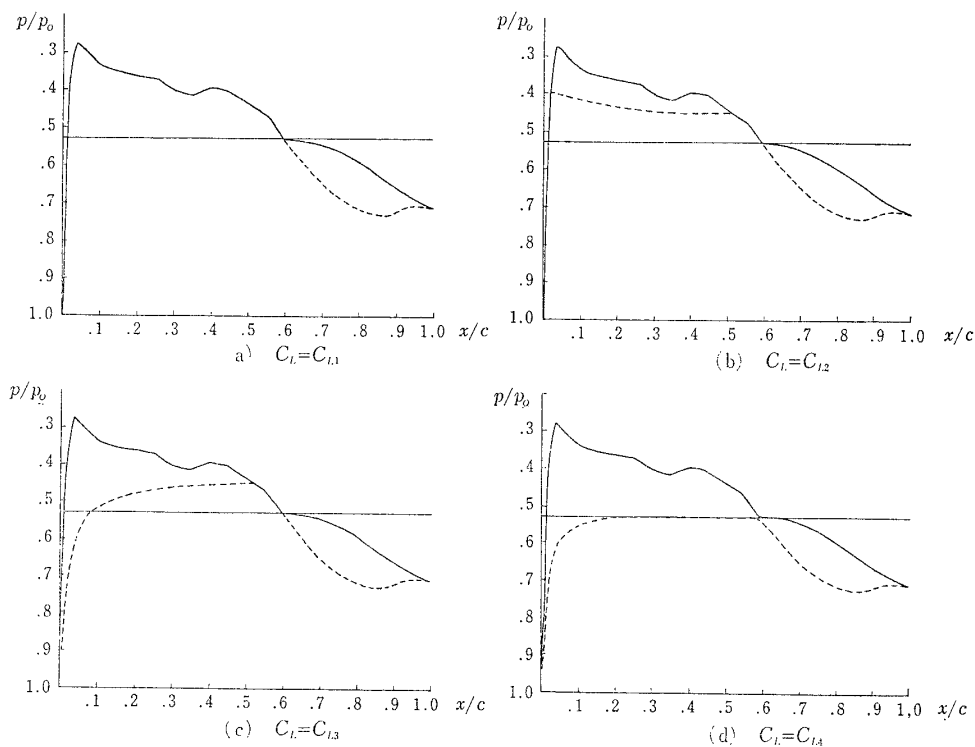 p/p₀
.3
.4
.5
.6
.7
.8
.9
1.0
.1 .2 .3 .4 .5 .6 .7 .8 .9 1.0 x/c
a) C_L=C_L1
p/p₀
.3
.4
.5
.6
.7
.8
.9
1.0
.1 .2 .3 .4 .5 .6 .7 .8 .9 1.0 x/c
(b) C_L=C_L2
p/p₀
.3
.4
.5
.6
.7
.8
.9
1.0
.1 .2 .3 .4 .5 .6 .7 .8 .9 1.0 x/c
(c) C_L=C_L3
p/p₀
.3
.4
.5
.6
.7
.8
.9
1.0
.1 .2 .3 .4 .5 .6 .7 .8 .9 1.0 x/c
(d) C_L=C_L4